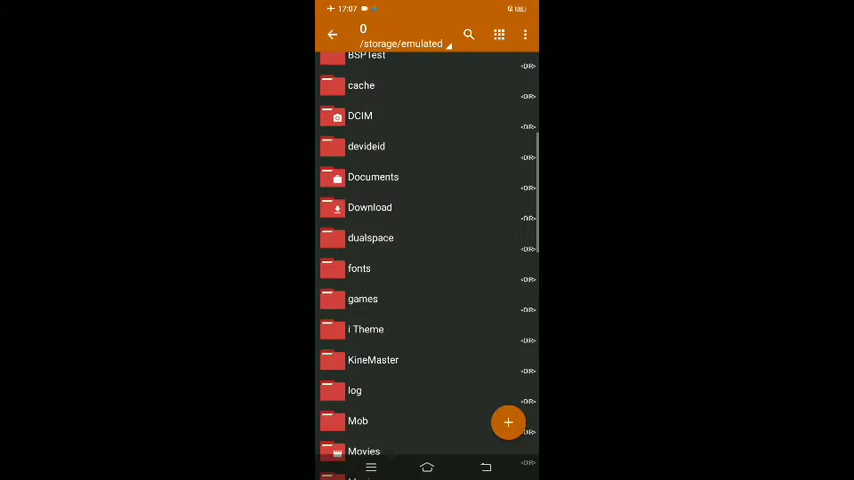 17:07
0
/storage/emulated
BSPTest
<DIR>
cache
<DIR>
DCIM
<DIR>
devideid
<DIR>
Documents
<DIR>
Download
<DIR>
dualspace
<DIR>
fonts
<DIR>
games
<DIR>
i Theme
<DIR>
KineMaster
<DIR>
log
<DIR>
Mob
<DIR>
Movies
<DIR>